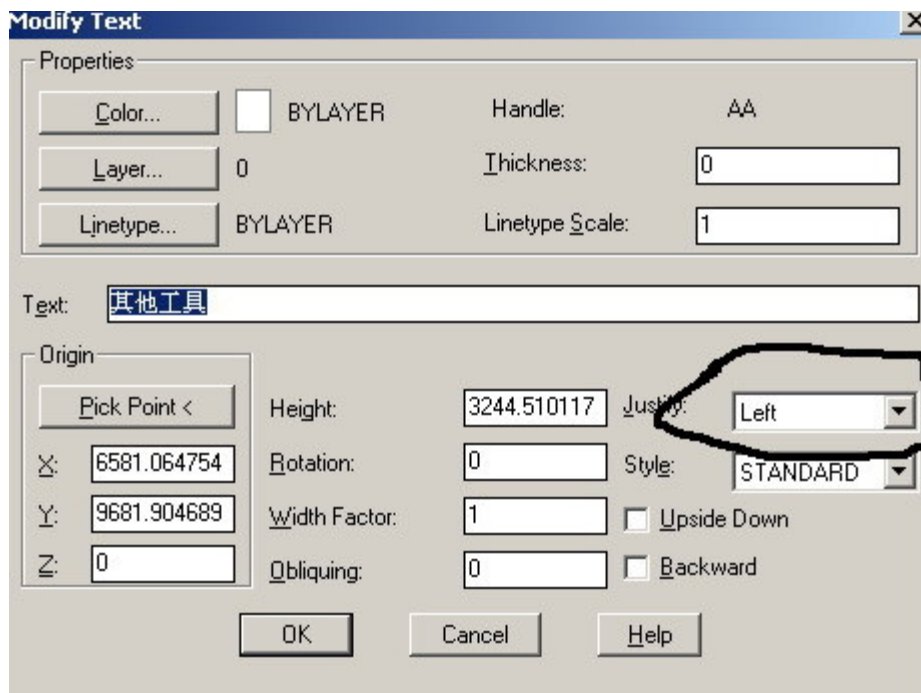 Modify Text
Properties
Color... BYLAYER Handle: AA
Layer... 0 Thickness: 0
Linetype... BYLAYER Linetype Scale: 1
Text: 其他工具
Origin
Pick Point < Height: 3244.510117 Justify: Left
X: 6581.064754 Rotation: 0 Style: STANDARD
Y: 9681.904689 Width Factor: 1 Upside Down
Z: 0 Obliquing: 0 Backward
OK Cancel Help